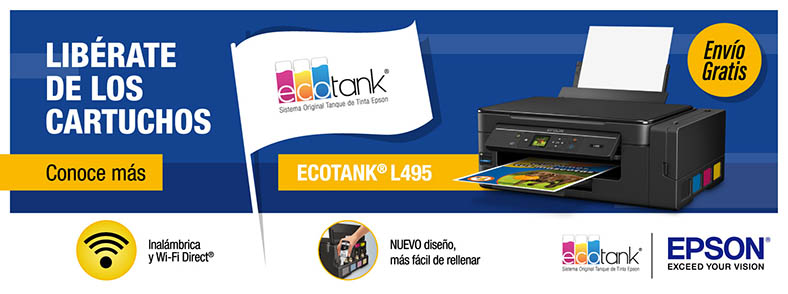 LIBÉRATE
DE LOS
CARTUCHOS
Conoce más
ecotank®
Sistema Original Tanque de Tinta Epson
ECOTANK® L495
Envío
Gratis
EPSON
Inalámbrica
y Wi-Fi Direct®
NUEVO diseño,
más fácil de rellenar
ecotank®
Sistema Original Tanque de Tinta Epson
EPSON®
EXCEED YOUR VISION